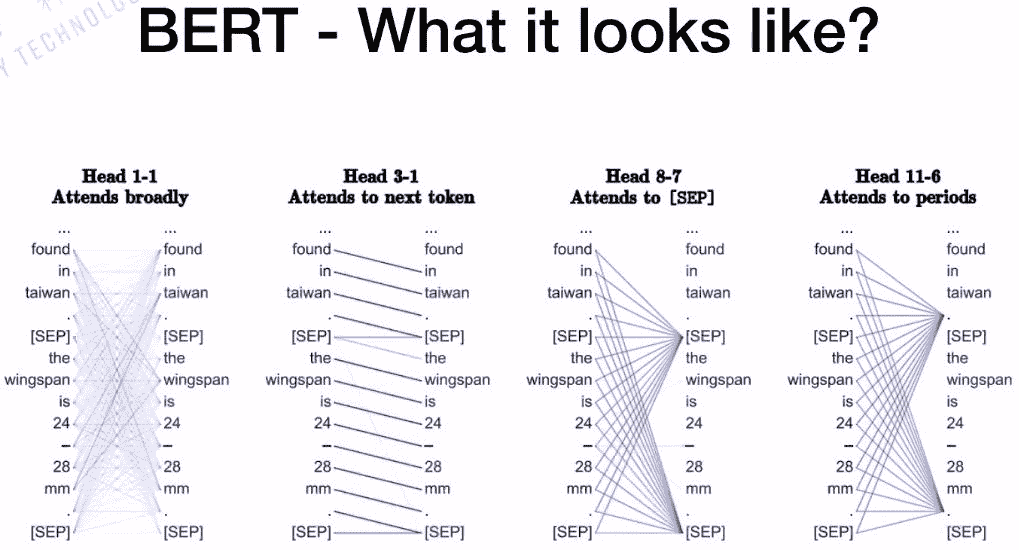 BERT - What it looks like?
Y TECHNOLO
Head 1-1
Attends broadly
... ...
found found
in in
taiwan taiwan
. .
[SEP] [SEP]
the the
wingspan wingspan
is is
24 24
– –
28 28
mm mm
. .
[SEP] [SEP]
Head 3-1
Attends to next token
... ...
found found
in in
taiwan taiwan
. .
[SEP] [SEP]
the the
wingspan wingspan
is is
24 24
– –
28 28
mm mm
. .
[SEP] [SEP]
Head 8-7
Attends to [SEP]
... ...
found found
in in
taiwan taiwan
. .
[SEP] [SEP]
the the
wingspan wingspan
is is
24 24
– –
28 28
mm mm
. .
[SEP] [SEP]
Head 11-6
Attends to periods
... ...
found found
in in
taiwan taiwan
. .
[SEP] [SEP]
the the
wingspan wingspan
is is
24 24
– –
28 28
mm mm
. .
[SEP] [SEP]